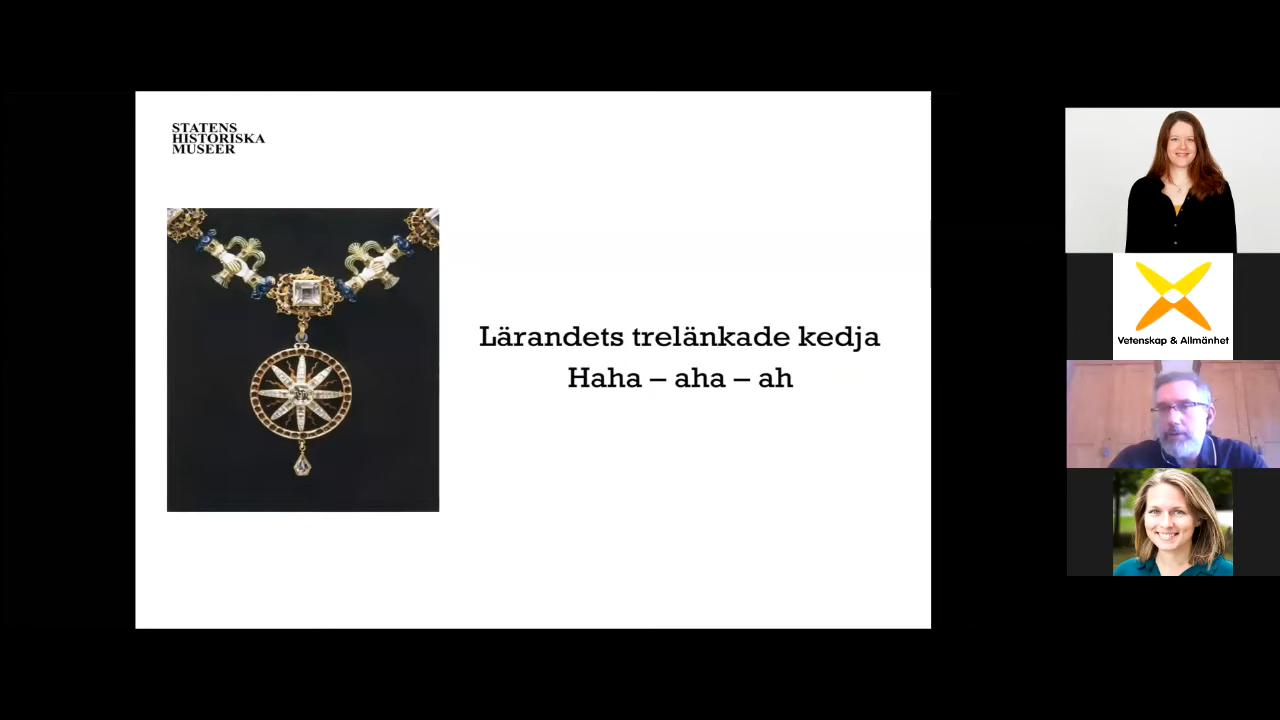 STATENS
HISTORISKA
MUSEER
Lärandets trelänkade kedja
Haha – aha – ah
Vetenskap & Allmänhet